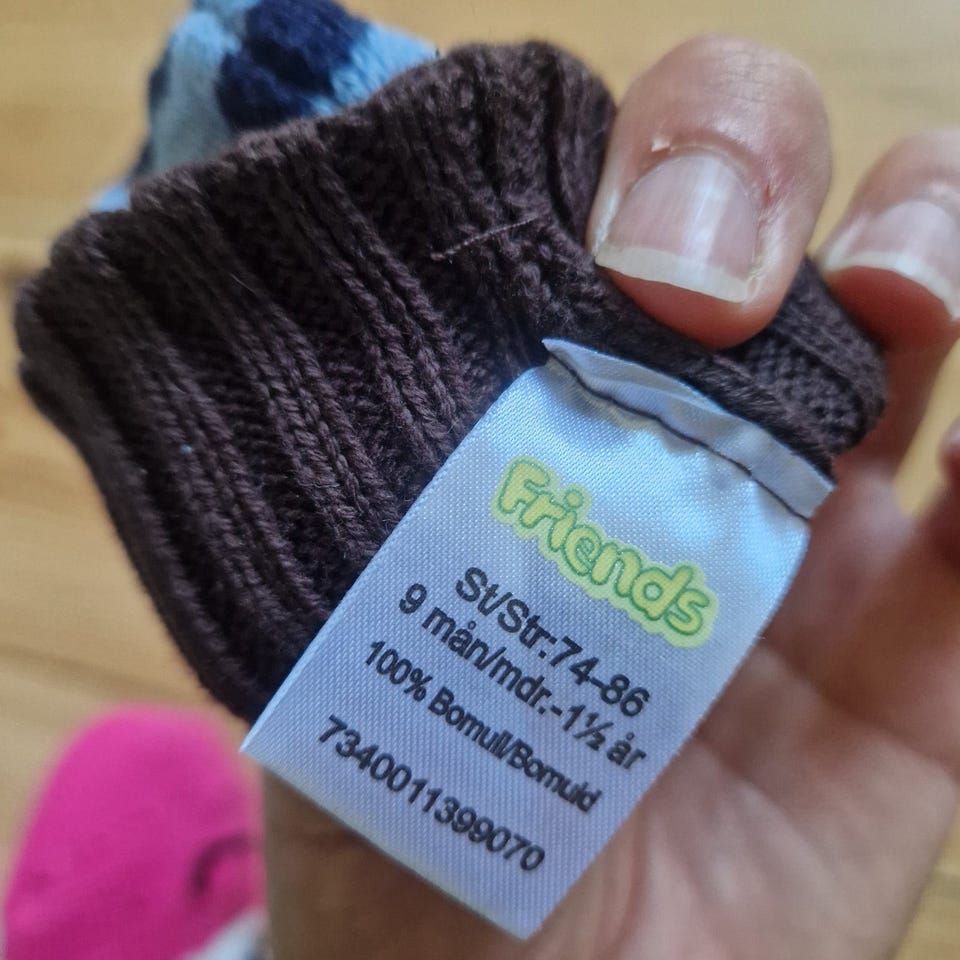 Friends
St/Str:74-86
9 mån/mdr.-1½ år
100% Bomull/Bomuld
7340011399070